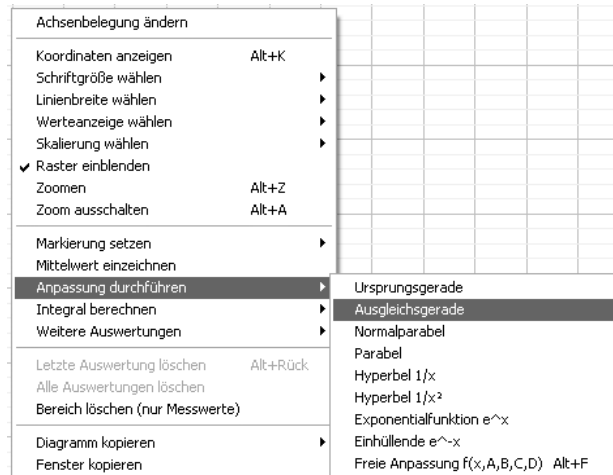 Achsenbelegung ändern
Koordinaten anzeigen Alt+K
Schriftgröße wählen
Linienbreite wählen
Werteanzeige wählen
Skalierung wählen
Raster einblenden
Zoomen Alt+Z
Zoom ausschalten Alt+A
Markierung setzen
Mittelwert einzeichnen
Anpassung durchführen
Integral berechnen
Weitere Auswertungen
Letzte Auswertung löschen Alt+Rück
Alle Auswertungen löschen
Bereich löschen (nur Messwerte)
Diagramm kopieren
Fenster kopieren
Ursprungsgerade
Ausgleichsgerade
Normalparabel
Parabel
Hyperbel 1/x
Hyperbel 1/x²
Exponentialfunktion e^x
Einhüllende e^-x
Freie Anpassung f(x,A,B,C,D) Alt+F